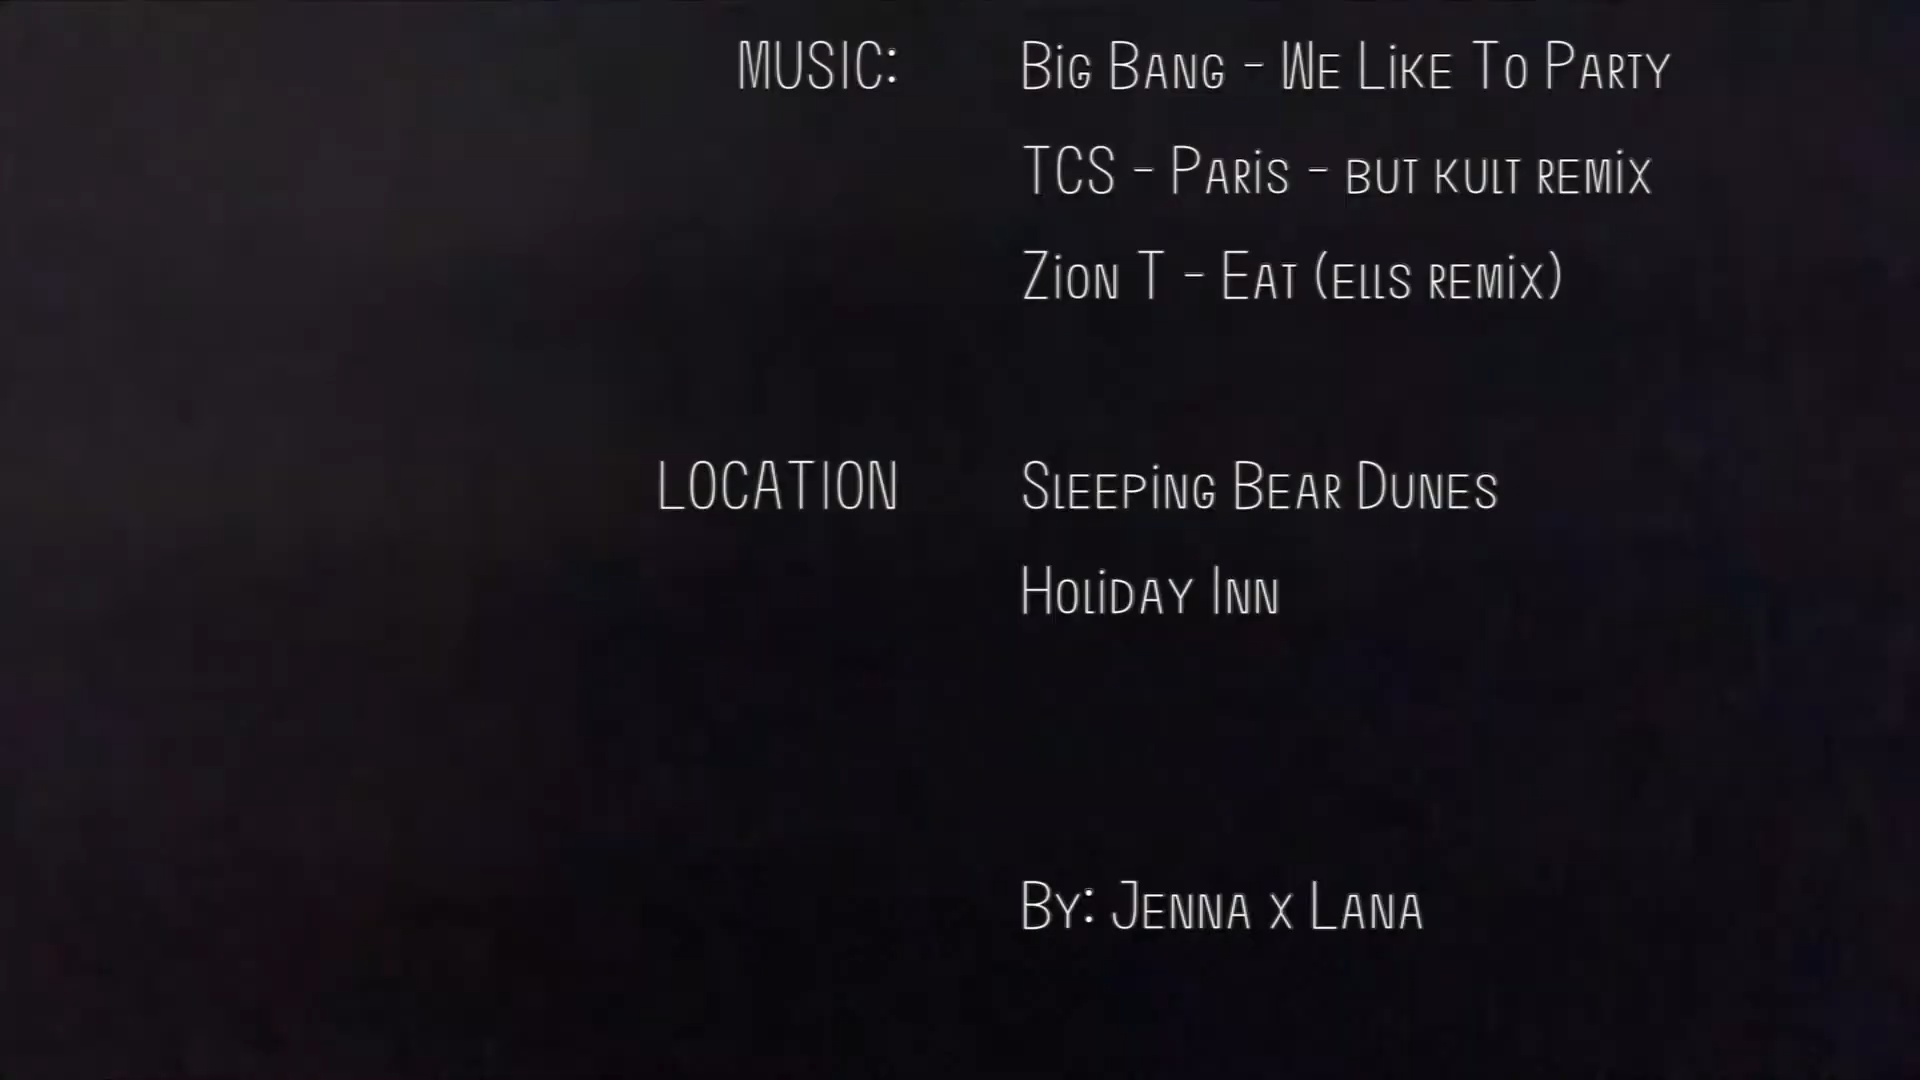 MUSIC: Big Bang - We Like To Party
TCS - Paris - but kult remix
Zion T - Eat (ells remix)
LOCATION Sleeping Bear Dunes
Holiday Inn
By: Jenna x Lana